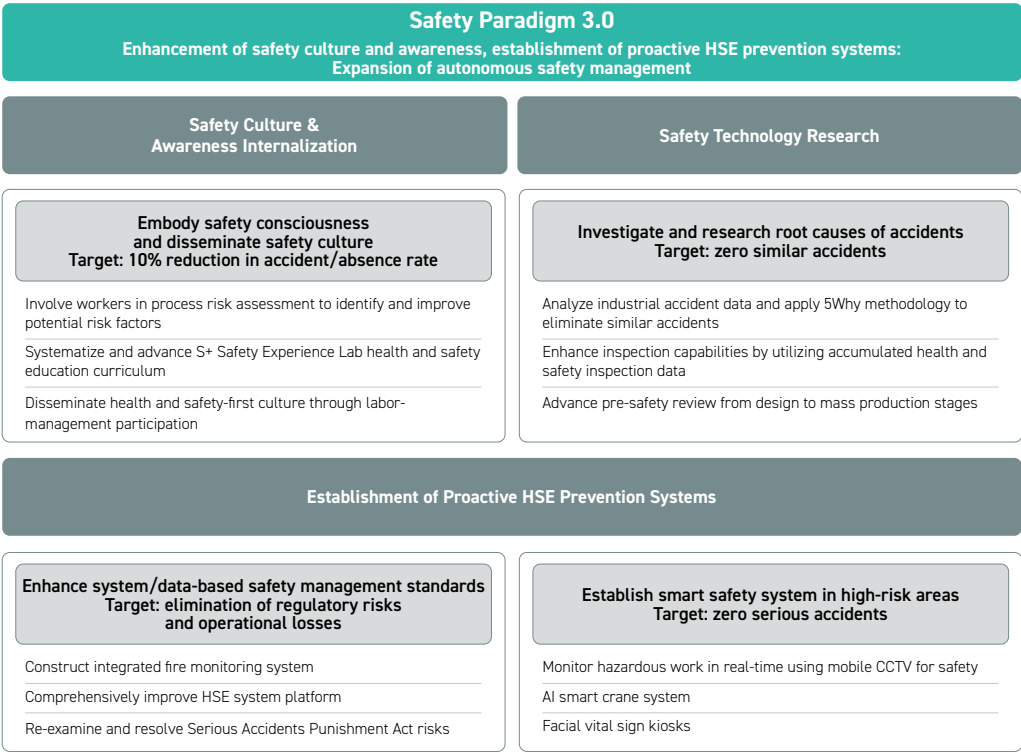 Safety Paradigm 3.0
Enhancement of safety culture and awareness, establishment of proactive HSE prevention systems:
Expansion of autonomous safety management
Safety Culture &
Awareness Internalization
Safety Technology Research
Embody safety consciousness
and disseminate safety culture
Target: 10% reduction in accident/absence rate
Involve workers in process risk assessment to identify and improve
potential risk factors
Systematize and advance S+ Safety Experience Lab health and safety
education curriculum
Disseminate health and safety-first culture through labor-
management participation
Investigate and research root causes of accidents
Target: zero similar accidents
Analyze industrial accident data and apply 5Why methodology to
eliminate similar accidents
Enhance inspection capabilities by utilizing accumulated health and
safety inspection data
Advance pre-safety review from design to mass production stages
Establishment of Proactive HSE Prevention Systems
Enhance system/data-based safety management standards
Target: elimination of regulatory risks
and operational losses
Construct integrated fire monitoring system
Comprehensively improve HSE system platform
Re-examine and resolve Serious Accidents Punishment Act risks
Establish smart safety system in high-risk areas
Target: zero serious accidents
Monitor hazardous work in real-time using mobile CCTV for safety
AI smart crane system
Facial vital sign kiosks